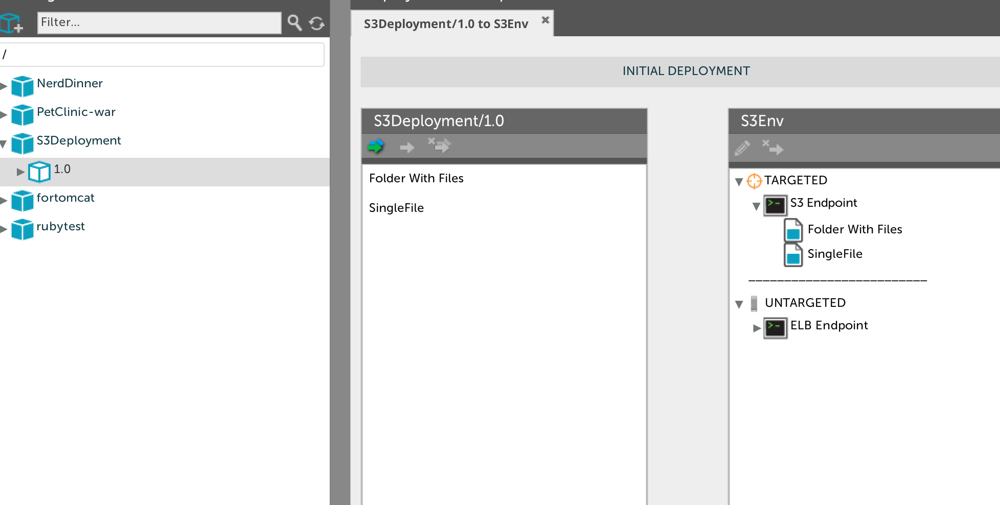 Filter...
/
NerdDinner
PetClinic-war
S3Deployment
1.0
fortomcat
rubytest
S3Deployment/1.0 to S3Env
INITIAL DEPLOYMENT
S3Deployment/1.0
Folder With Files
SingleFile
S3Env
TARGETED
S3 Endpoint
Folder With Files
SingleFile
UNTARGETED
ELB Endpoint